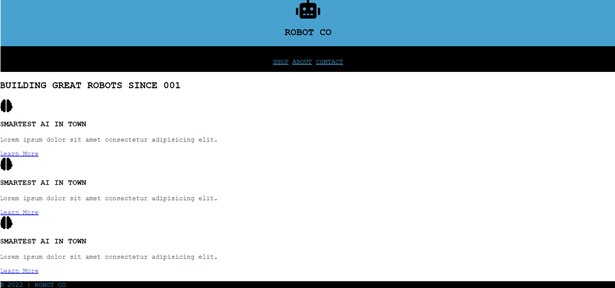 ROBOT CO
SHOP ABOUT CONTACT
BUILDING GREAT ROBOTS SINCE 001
SMARTEST AI IN TOWN
Lorem ipsum dolor sit amet consectetur adipisicing elit.
Learn More
SMARTEST AI IN TOWN
Lorem ipsum dolor sit amet consectetur adipisicing elit.
Learn More
SMARTEST AI IN TOWN
Lorem ipsum dolor sit amet consectetur adipisicing elit.
Learn More
© 2022 | ROBOT CO